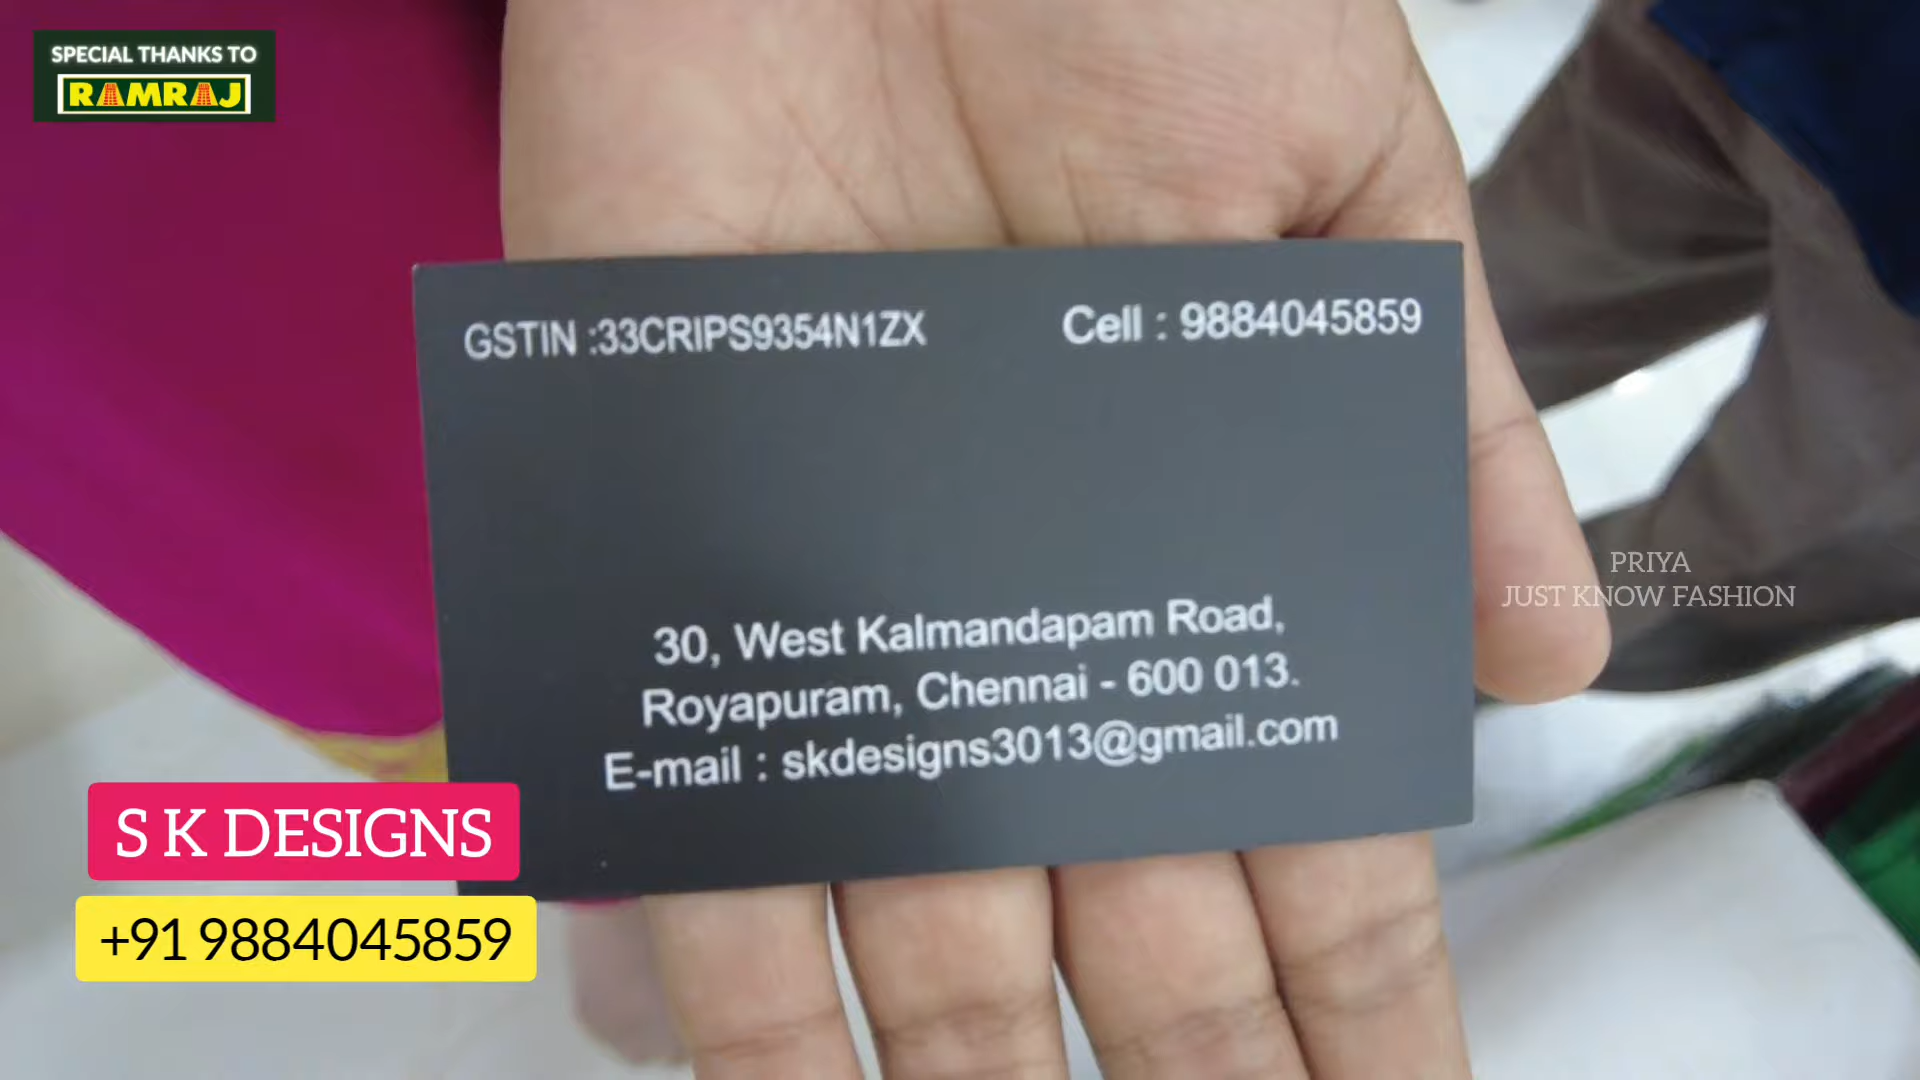 SPECIAL THANKS TO
RAMRAJ
GSTIN :33CRIPS9354N1ZX
Cell : 9884045859
30, West Kalmandapam Road,
Royapuram, Chennai - 600 013.
E-mail : skdesigns3013@gmail.com
PRIYA
JUST KNOW FASHION
S K DESIGNS
+91 9884045859